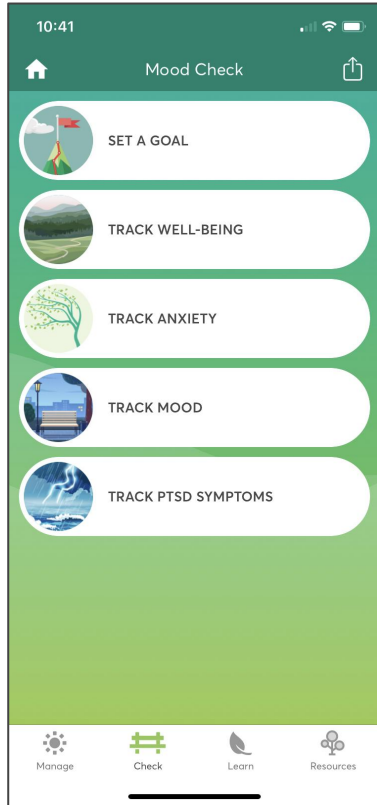 10:41
Mood Check
SET A GOAL
TRACK WELL-BEING
TRACK ANXIETY
TRACK MOOD
TRACK PTSD SYMPTOMS
Manage Check Learn Resources